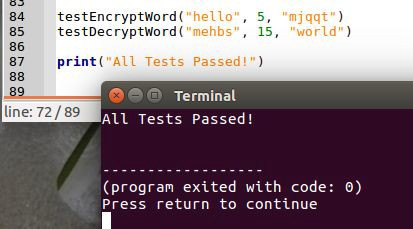 83
84 testEncryptWord("hello", 5, "mjqqt")
85 testDecryptWord("mehbs", 15, "world")
86
87 print("All Tests Passed!")
88
89
line: 72 / 89
Terminal
All Tests Passed!
------------------
(program exited with code: 0)
Press return to continue